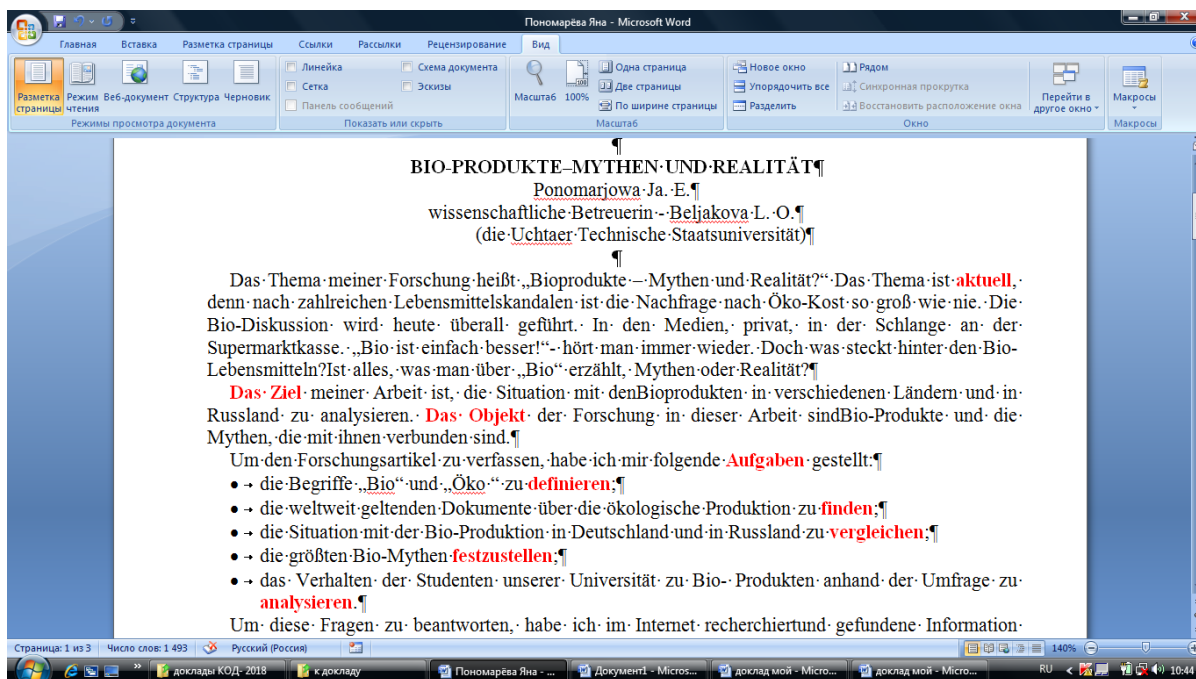 Пономарёва Яна - Microsoft Word
Главная Вставка Разметка страницы Ссылки Рассылки Рецензирование Вид
Разметка страницы
Режим чтения
Веб-документ
Структура
Черновик
Режимы просмотра документа
Линейка
Сетка
Панель сообщений
Схема документа
Эскизы
Показать или скрыть
Масштаб
100%
Одна страница
Две страницы
По ширине страницы
Масштаб
Новое окно
Упорядочить все
Разделить
Рядом
Синхронная прокрутка
Восстановить расположение окна
Перейти в другое окно
Окно
Макросы
Макросы
¶
BIO-PRODUKTE–MYTHEN·UND·REALITÄT¶
Ponomarjowa·Ja.·E.¶
wissenschaftliche·Betreuerin·-·Beljakova·L.·O.¶
(die·Uchtaer·Technische·Staatsuniversität)¶
¶
Das·Thema·meiner·Forschung·heißt·„Bioprodukte·–·Mythen·und·Realität?“·Das·Thema·ist·aktuell,·
denn·nach·zahlreichen·Lebensmittelskandalen·ist·die·Nachfrage·nach·Öko-Kost·so·groß·wie·nie.·Die·
Bio-Diskussion·wird·heute·überall·geführt.·In·den·Medien,·privat,·in·der·Schlange·an·der·
Supermarktkasse.·„Bio·ist·einfach·besser!“-·hört·man·immer·wieder.·Doch·was·steckt·hinter·den·Bio-
Lebensmitteln?Ist·alles,·was·man·über·„Bio“·erzählt,·Mythen·oder·Realität?¶
Das·Ziel·meiner·Arbeit·ist,·die·Situation·mit·denBioprodukten·in·verschiedenen·Ländern·und·in·
Russland·zu·analysieren.·Das·Objekt·der·Forschung·in·dieser·Arbeit·sindBio-Produkte·und·die·
Mythen,·die·mit·ihnen·verbunden·sind.¶
Um·den·Forschungsartikel·zu·verfassen,·habe·ich·mir·folgende·Aufgaben·gestellt:¶
●→die·Begriffe·„Bio“·und·„Öko·“·zu·definieren;¶
●→die·weltweit·geltenden·Dokumente·über·die·ökologische·Produktion·zu·finden;¶
●→die·Situation·mit·der·Bio-Produktion·in·Deutschland·und·in·Russland·zu·vergleichen;¶
●→die·größten·Bio-Mythen·festzustellen;¶
●→das·Verhalten·der·Studenten·unserer·Universität·zu·Bio-·Produkten·anhand·der·Umfrage·zu·
analysieren.¶
Um·diese·Fragen·zu·beantworten,·habe·ich·im·Internet·recherchiertund·gefundene·Information·
Страница: 1 из 3 Число слов: 1 493 Русский (Россия) 140%
доклады КОД- 2018 к докладу Пономарёва Яна - ... Документ1 - Micros... доклад мой - Micro... доклад мой - Micro... RU 10:44